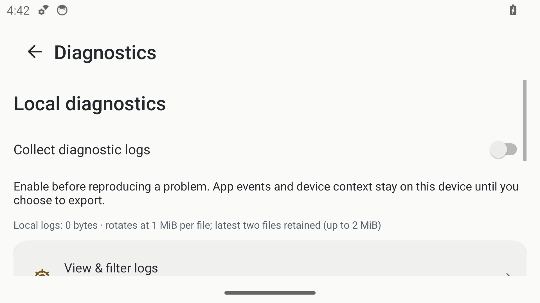 4:42
Diagnostics
Local diagnostics
Collect diagnostic logs
Enable before reproducing a problem. App events and device context stay on this device until you
choose to export.
Local logs: 0 bytes · rotates at 1 MiB per file; latest two files retained (up to 2 MiB)
View & filter logs